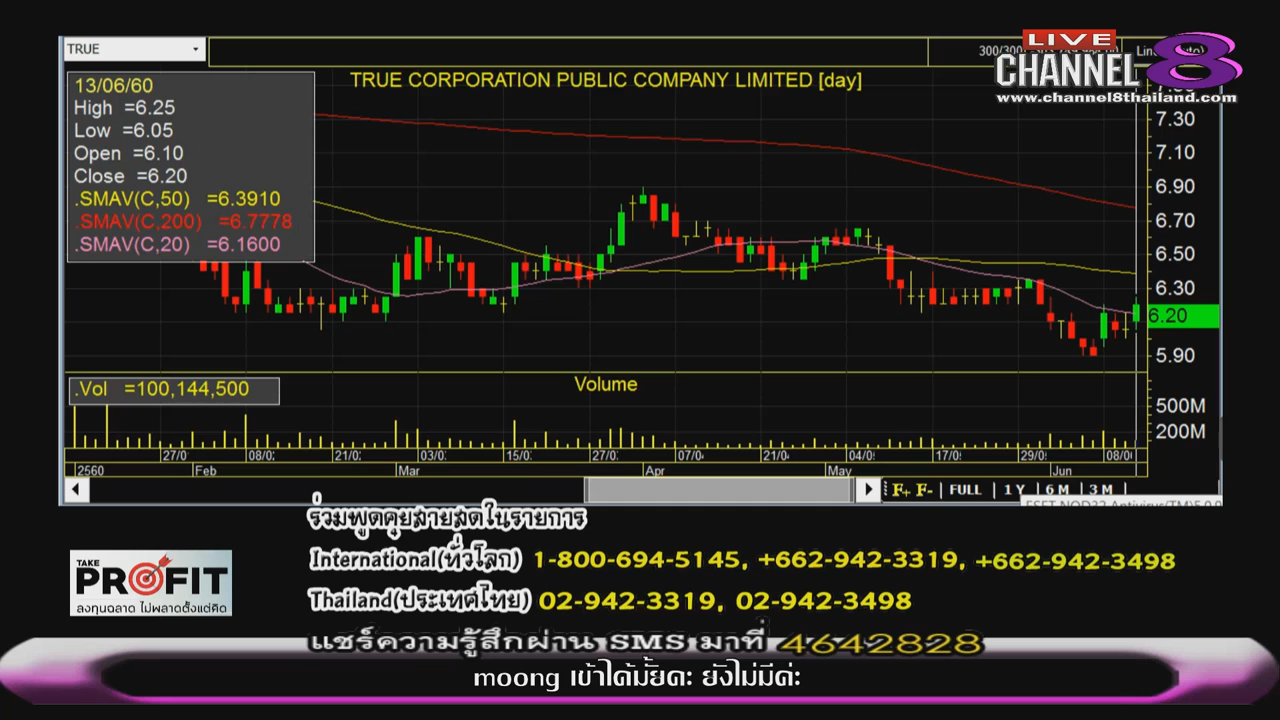 TRUE
LIVE
CHANNEL 8
www.channel8thailand.com
TRUE CORPORATION PUBLIC COMPANY LIMITED [day]
13/06/60
High =6.25
Low =6.05
Open =6.10
Close =6.20
.SMAV(C,50) =6.3910
.SMAV(C,200) =6.7778
.SMAV(C,20) =6.1600
7.30
7.10
6.90
6.70
6.50
6.30
6.20
5.90
.Vol =100,144,500
Volume
500M
200M
27/0 08/0 21/0 03/0 15/0 27/0 07/0 21/0 04/0 17/0 29/0 08/0
2560 Feb Mar Apr May Jun
F+ F- | FULL | 1 Y | 6 M | 3 M |
ร่วมพูดคุยสายสดในรายการ
International(ทั่วโลก) 1-800-694-5145, +662-942-3319, +662-942-3498
Thailand(ประเทศไทย) 02-942-3319, 02-942-3498
TAKE
PROFIT
ลงทุนฉลาด ไม่พลาดตั้งแต่คิด
แชร์ความรู้สึกผ่าน SMS มาที่ 4642828
moong เข้าได้มั้ยคะ ยังไม่มีค่ะ